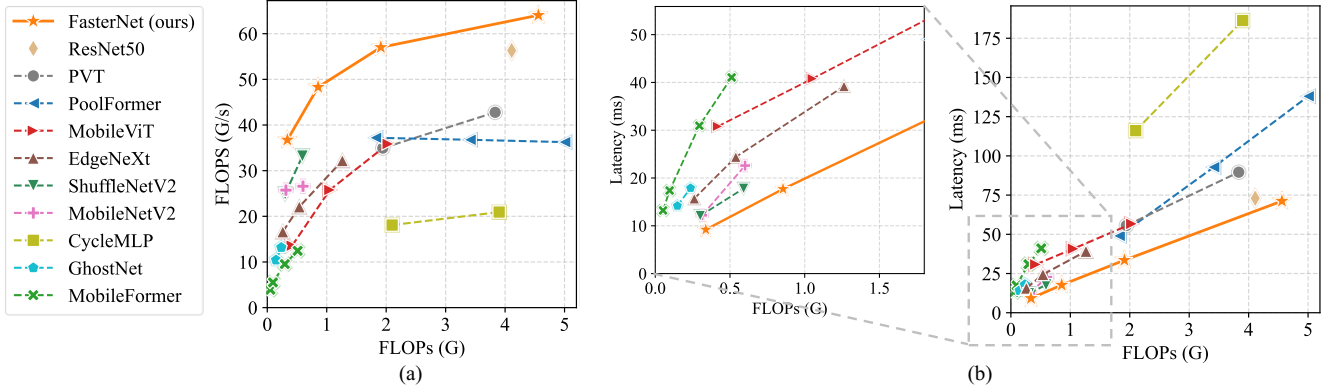 FasterNet (ours)
ResNet50
PVT
PoolFormer
MobileViT
EdgeNeXt
ShuffleNetV2
MobileNetV2
CycleMLP
GhostNet
MobileFormer
FLOPS (G/s)
60
50
40
30
20
10
0
0 1 2 3 4 5
FLOPs (G)
(a)
Latency (ms)
50
40
30
20
10
0
0.0 0.5 1.0 1.5
FLOPs (G)
Latency (ms)
175
150
125
100
75
50
25
0
0 1 2 3 4 5
FLOPs (G)
(b)